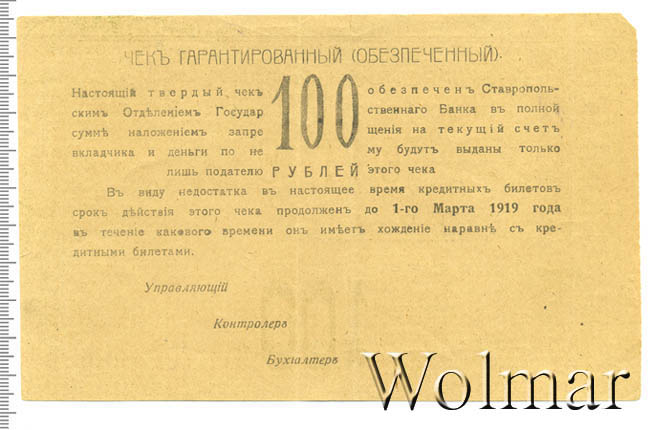 ЧЕКЪ ГАРАНТИРОВАННЫЙ (ОБЕЗПЕЧЕННЫЙ).
Настоящій твердый чекъ 100 обезпеченъ Ставрополь-
скимъ Отдѣленіемъ Государ ственнаго Банка въ полной
суммѣ наложеніемъ запре щенія на текущій счетъ
вкладчика и деньги по не му будутъ выданы только
лишь подателю РУБЛЕЙ этого чека
Въ виду недостатка въ настоящее время кредитныхъ билетовъ
срокъ дѣйствія этого чека продолженъ до 1-го Марта 1919 года
въ теченіе какового времени онъ имѣетъ хожденіе наравнѣ съ кре-
дитными билетами.
Управляющій
Контролеръ
Бухгалтеръ
Wolmar